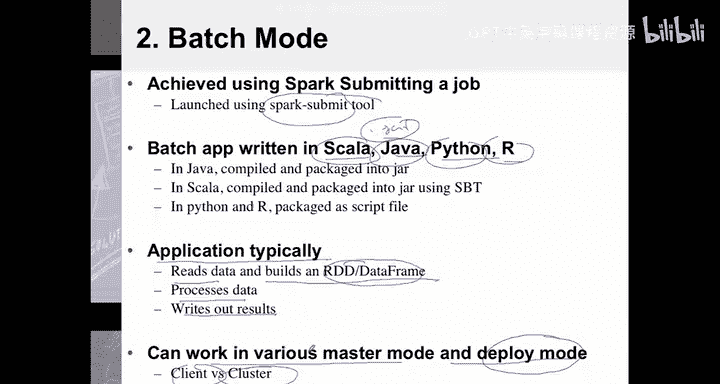 2. Batch Mode
bilibili
• Achieved using Spark Submitting a job
– Launched using spark-submit tool
.jar
• Batch app written in Scala, Java, Python, R
– In Java, compiled and packaged into jar
– In Scala, compiled and packaged into jar using SBT
– In python and R, packaged as script file
• Application typically
– Reads data and builds an RDD/DataFrame
– Processes data
– Writes out results
• Can work in various master mode and deploy mode
– Client vs Cluster